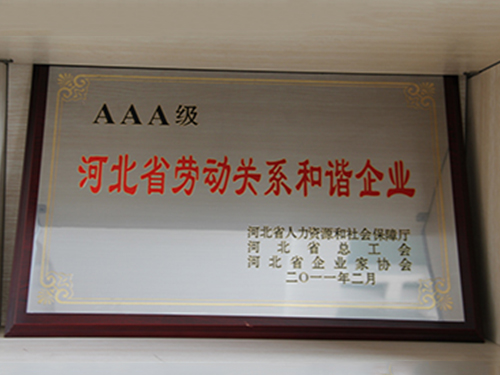 AAA级
河北省劳动关系和谐企业
河北省人力资源和社会保障厅
河北省总工会
河北省企业家协会
二〇一一年二月